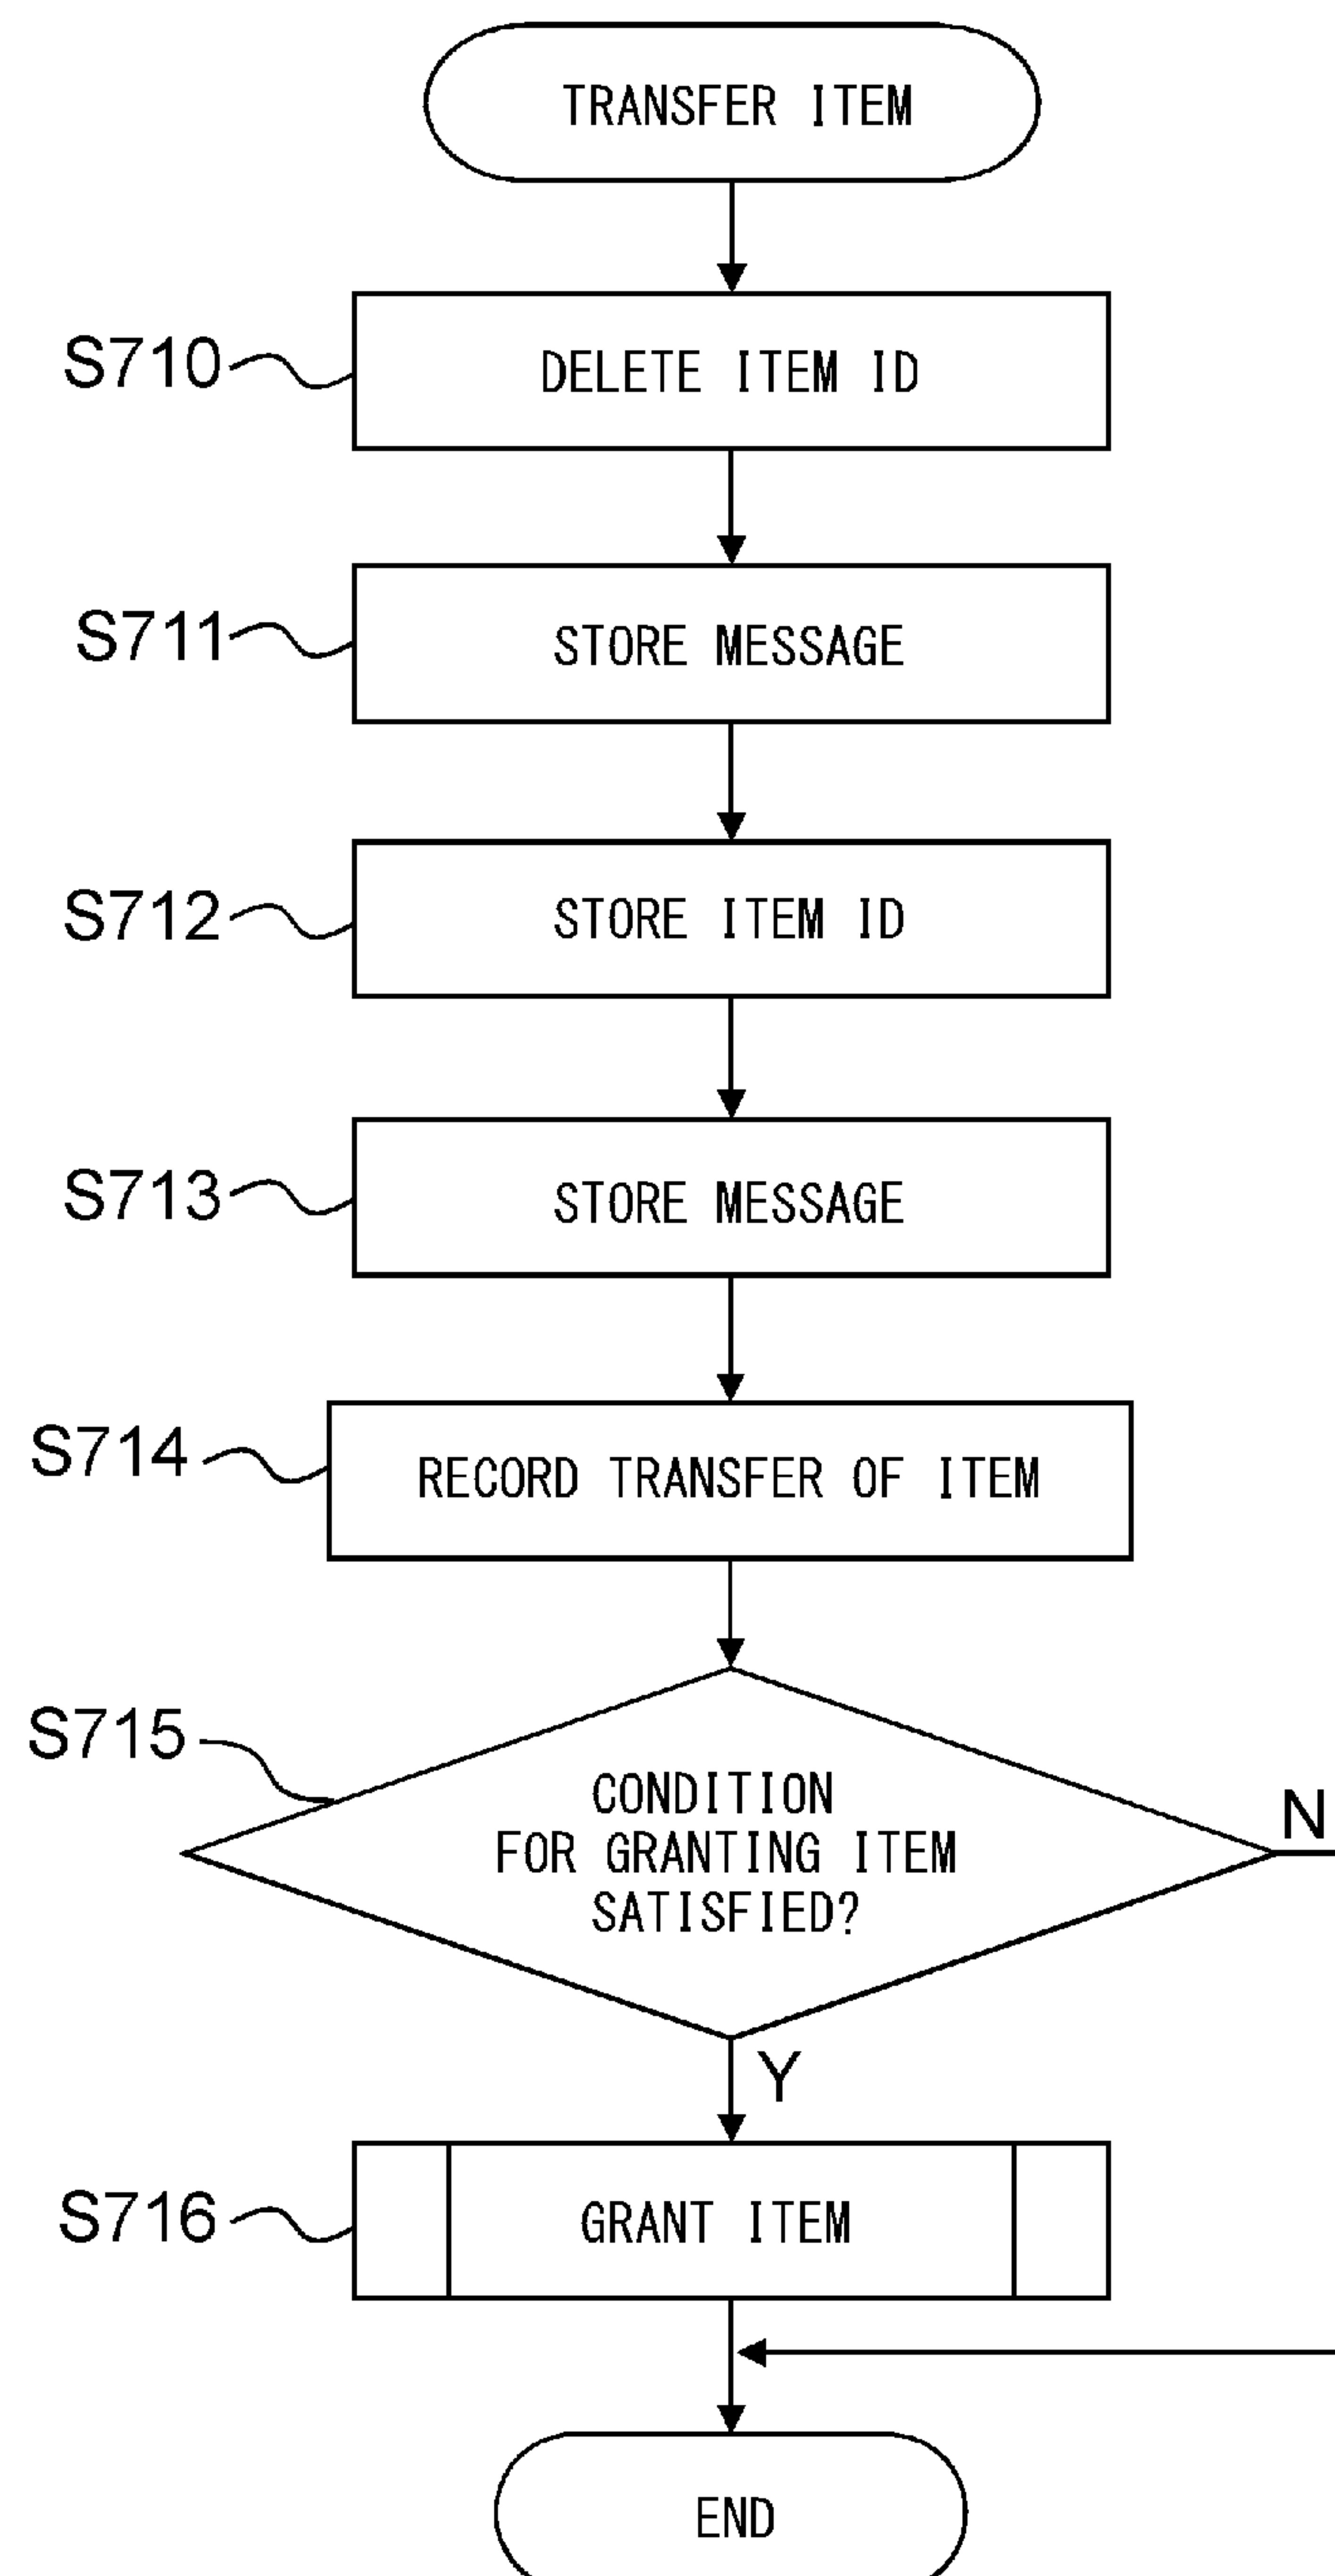 TRANSFER ITEM
S710
DELETE ITEM ID
S711
STORE MESSAGE
S712
STORE ITEM ID
S713
STORE MESSAGE
S714
RECORD TRANSFER OF ITEM
S715
CONDITION
FOR GRANTING ITEM
SATISFIED?
N
Y
S716
GRANT ITEM
END